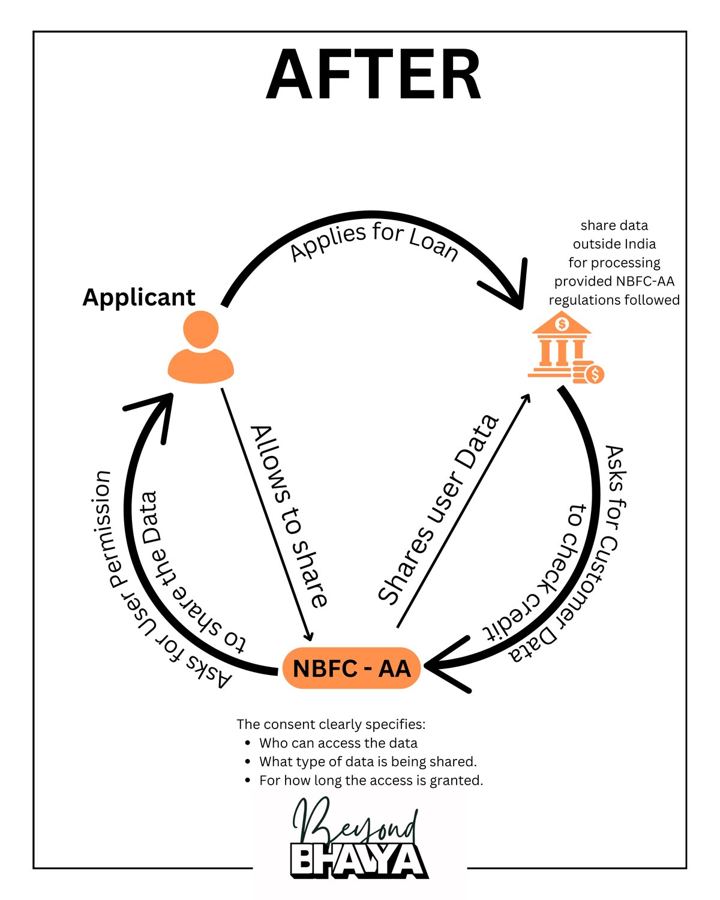 AFTER
Applies for Loan
share data
outside India
for processing
provided NBFC-AA
regulations followed
Applicant
Allows to share
Shares user Data
Asks for Customer Data
to check credit
Asks for User Permission
to share the Data
NBFC - AA
The consent clearly specifies:
• Who can access the data
• What type of data is being shared.
• For how long the access is granted.
Beyond
BHAVYA